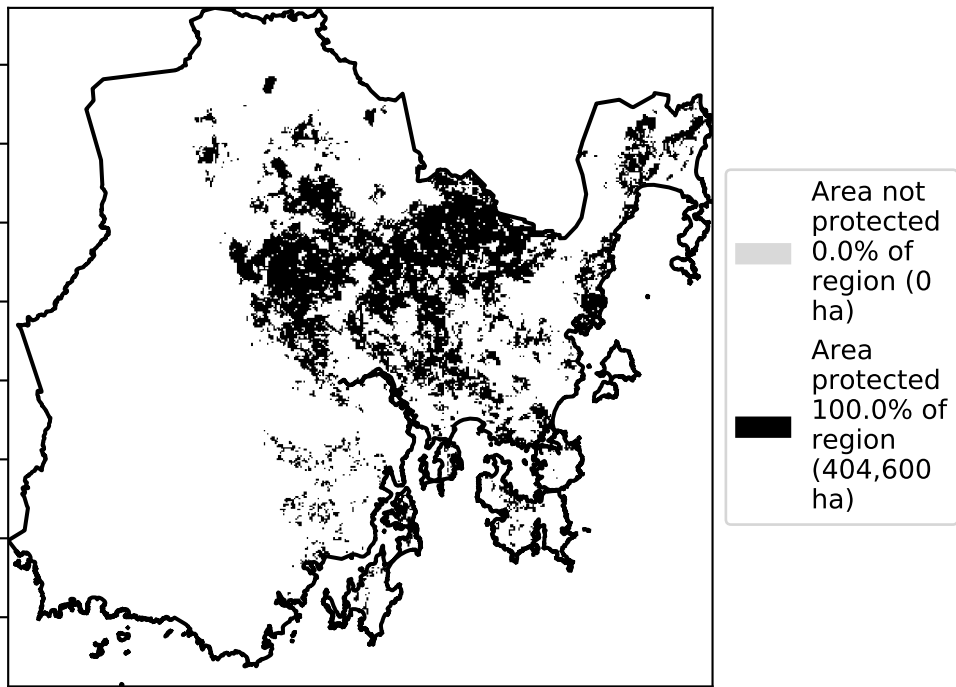 Area not
protected
0.0% of
region (0
ha)
Area
protected
100.0% of
region
(404,600
ha)